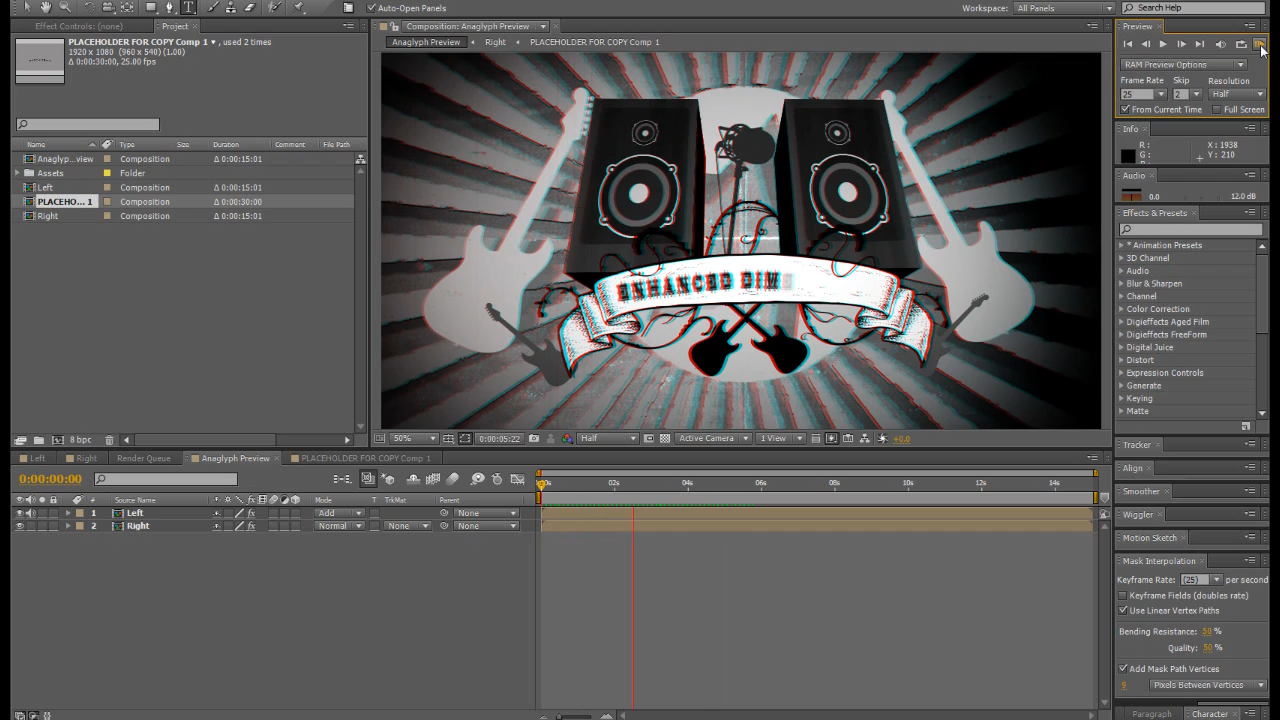 Auto-Open Panels
Workspace: All Panels
Search Help
Effect Controls: (none)
Project
Composition: Anaglyph Preview
Preview
PLACEHOLDER FOR COPY Comp 1 , used 2 times
1920 x 1080 (960 x 540) (1.00)
Δ 0:00:30:00, 25.00 fps
Anaglyph Preview Right PLACEHOLDER FOR COPY Comp 1
RAM Preview Options
Frame Rate Skip Resolution
25 2 Half
From Current Time Full Screen
Info
R : X : 1938
G : Y : 210
Name Type Size Duration Comment File Path
Anaglyp...view Composition Δ 0:00:15:01
Assets Folder
Left Composition Δ 0:00:15:01
PLACEHO... 1 Composition Δ 0:00:30:00
Right Composition Δ 0:00:15:01
Audio
0.0 12.0 dB
Effects & Presets
* Animation Presets
3D Channel
Audio
Blur & Sharpen
Channel
Color Correction
Digieffects Aged Film
Digieffects FreeForm
Digital Juice
Distort
Expression Controls
Generate
Keying
Matte
ENHANCED DIM
8 bpc
50% 0:00:05:22 Half Active Camera 1 View +0.0
Tracker
Align
Smoother
Wiggler
Motion Sketch
Mask Interpolation
Keyframe Rate: (25) per second
Keyframe Fields (doubles rate)
Use Linear Vertex Paths
Bending Resistance: 50 %
Quality: 50 %
Add Mask Path Vertices
9 Pixels Between Vertices
Paragraph Character
Left Right Render Queue Anaglyph Preview PLACEHOLDER FOR COPY Comp 1
0:00:00:00
02s 04s 06s 08s 10s 12s 14s
# Source Name Mode T TrkMat Parent
1 Left Add None
2 Right Normal None None